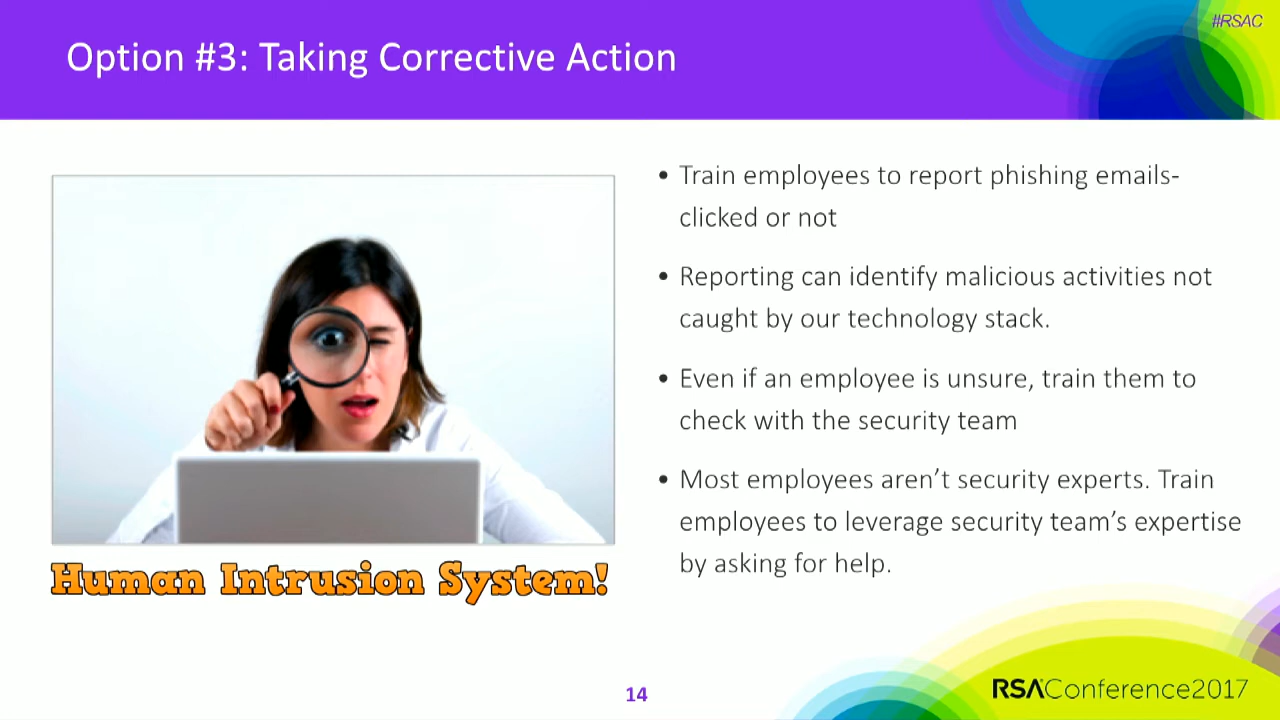 #RSAC
Option #3: Taking Corrective Action
• Train employees to report phishing emails-
clicked or not
• Reporting can identify malicious activities not
caught by our technology stack.
• Even if an employee is unsure, train them to
check with the security team
• Most employees aren’t security experts. Train
employees to leverage security team’s expertise
by asking for help.
Human Intrusion System!
14
RSAConference2017